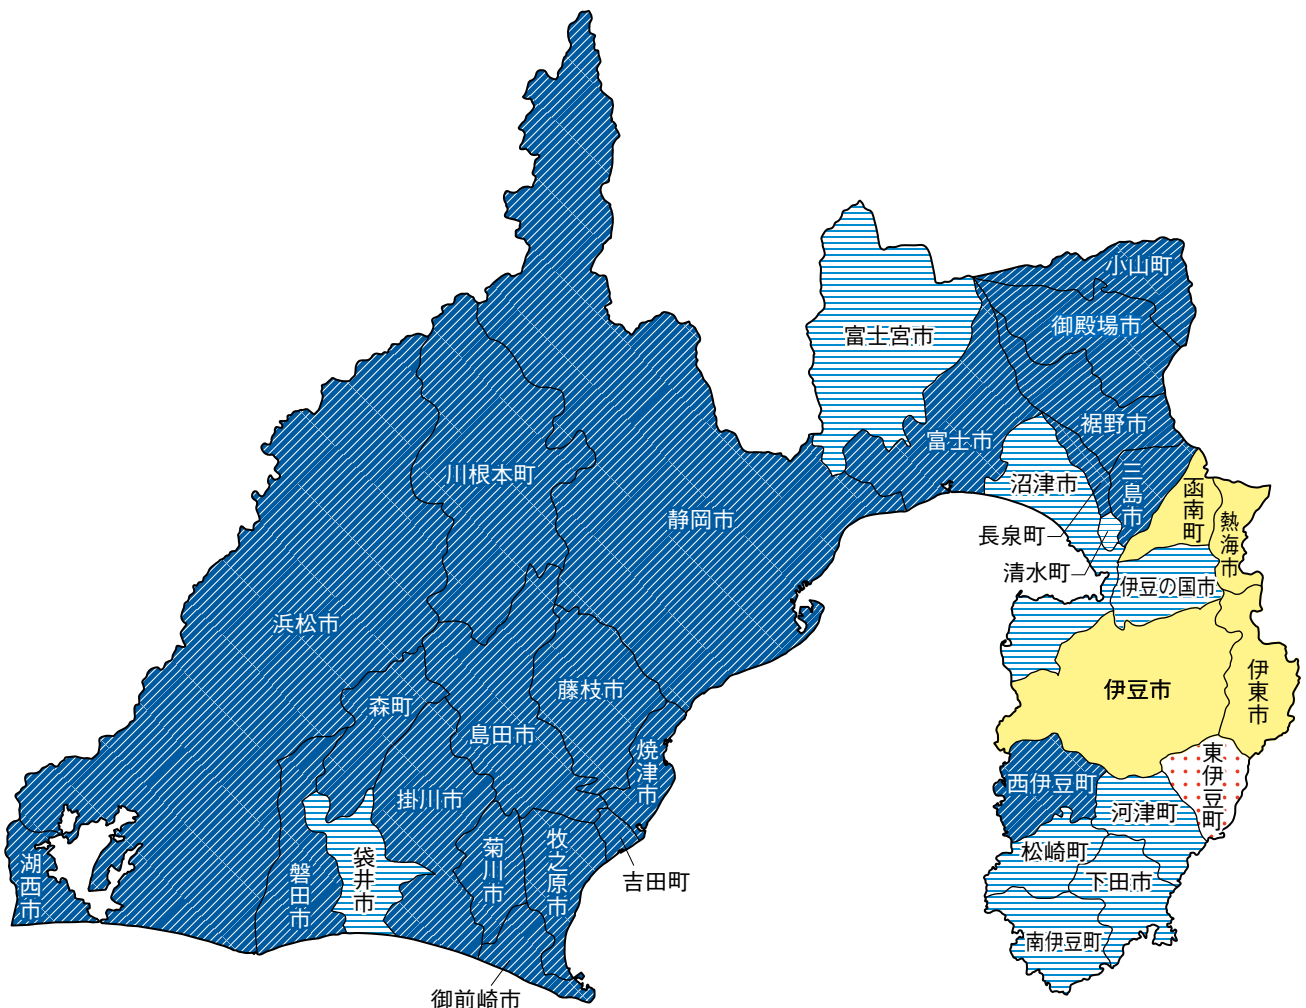 小山町
御殿場市
富士宮市
裾野市
富士市
三島市
川根本町
沼津市
函南町
静岡市
熱海市
長泉町
清水町
伊豆の国市
浜松市
藤枝市
伊豆市
伊東市
森町
島田市
焼津市
東伊豆町
西伊豆町
掛川市
河津町
牧之原市
菊川市
松崎町
湖西市
磐田市
袋井市
吉田町
下田市
南伊豆町
御前崎市